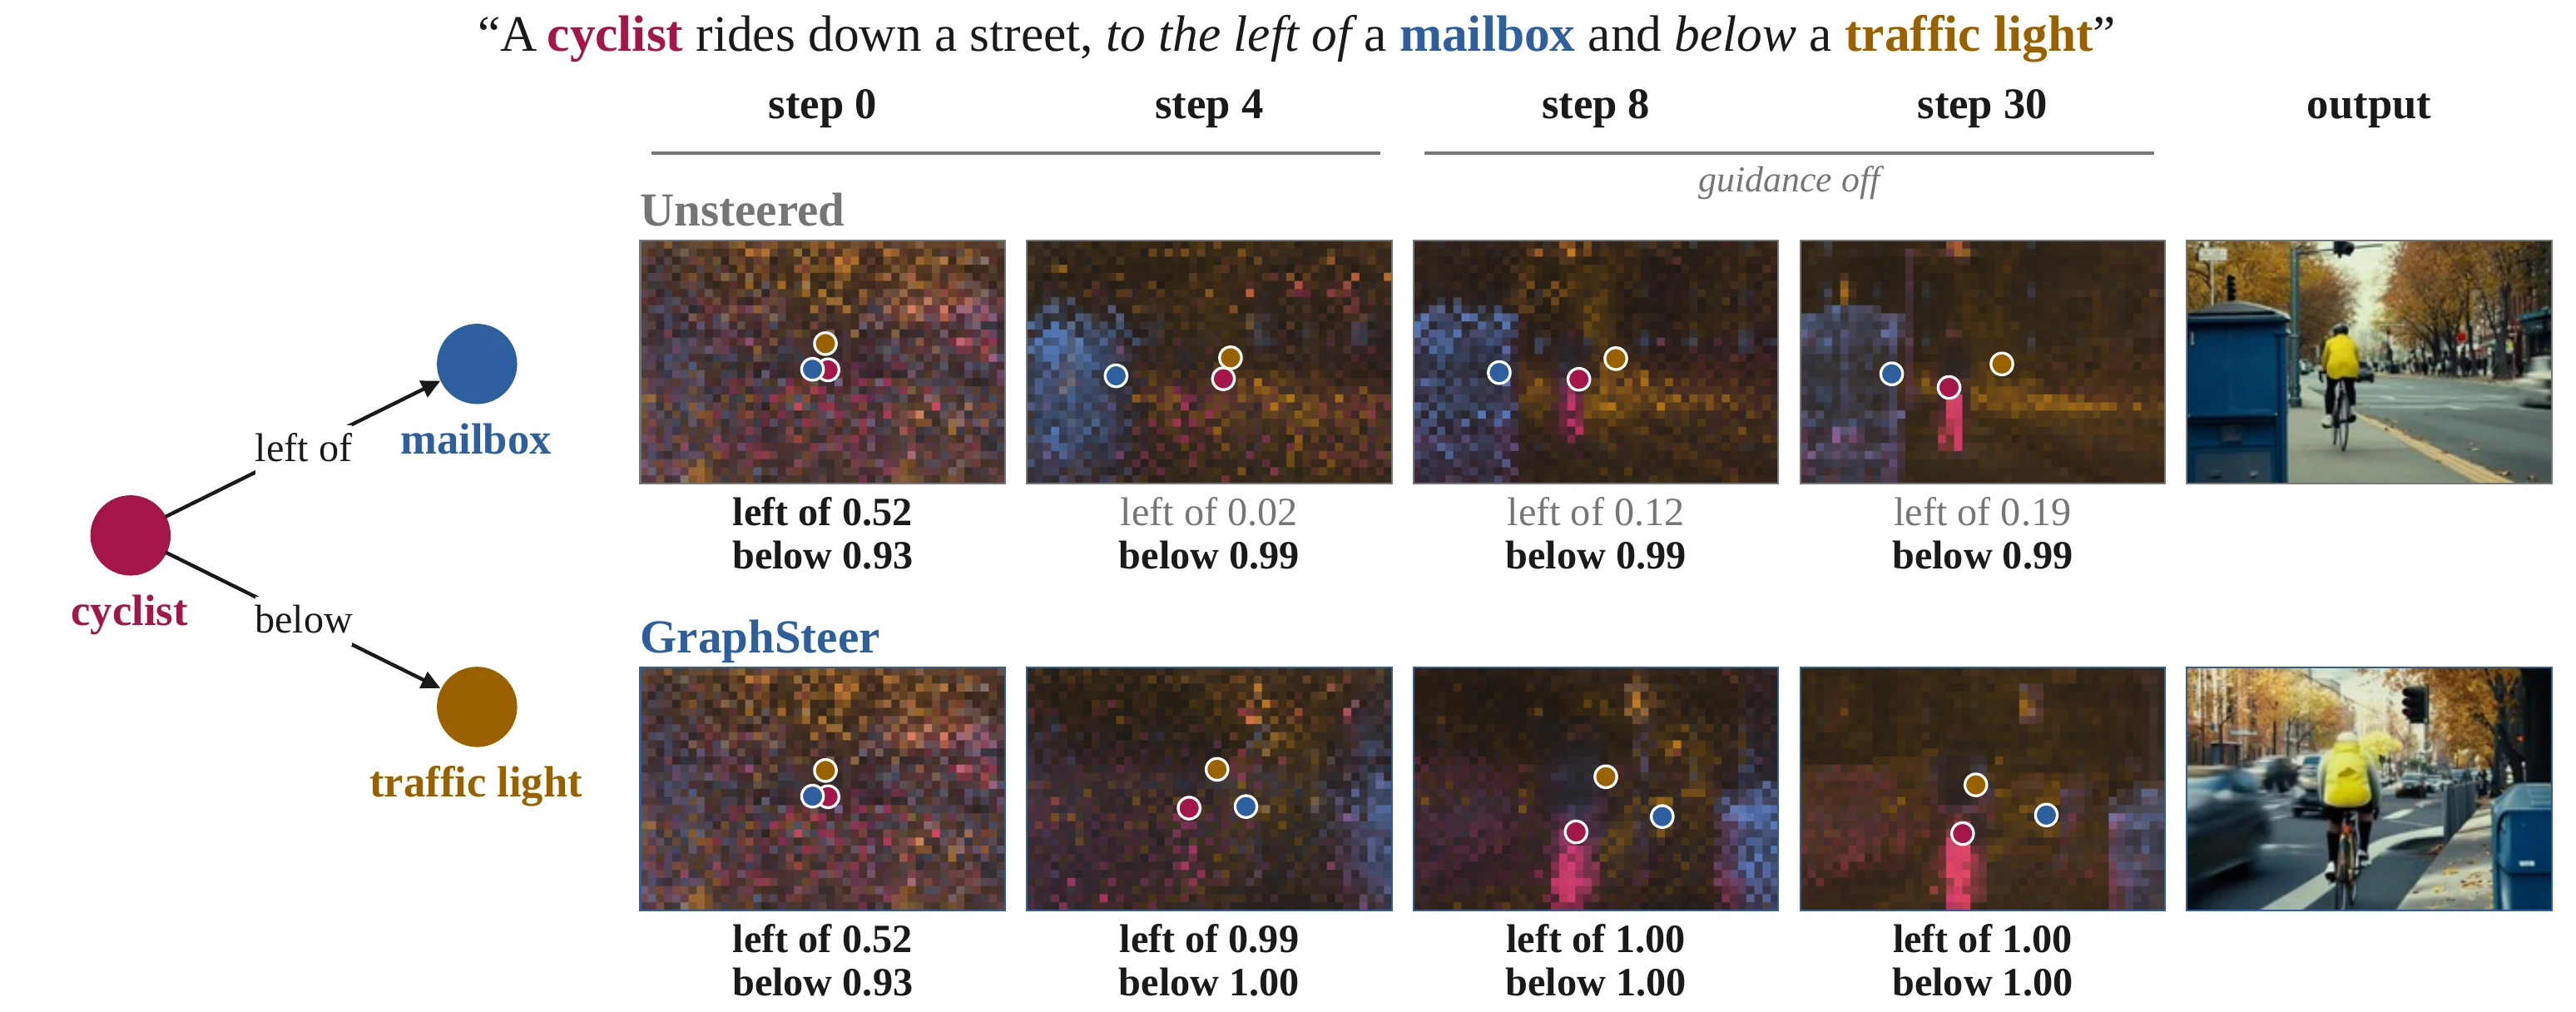 “A cyclist rides down a street, to the left of a mailbox and below a traffic light”
step 0 step 4 step 8 step 30 output
guidance off
Unsteered
left of 0.52 left of 0.02 left of 0.12 left of 0.19
below 0.93 below 0.99 below 0.99 below 0.99
mailbox
left of
cyclist
below
traffic light
GraphSteer
left of 0.52 left of 0.99 left of 1.00 left of 1.00
below 0.93 below 1.00 below 1.00 below 1.00